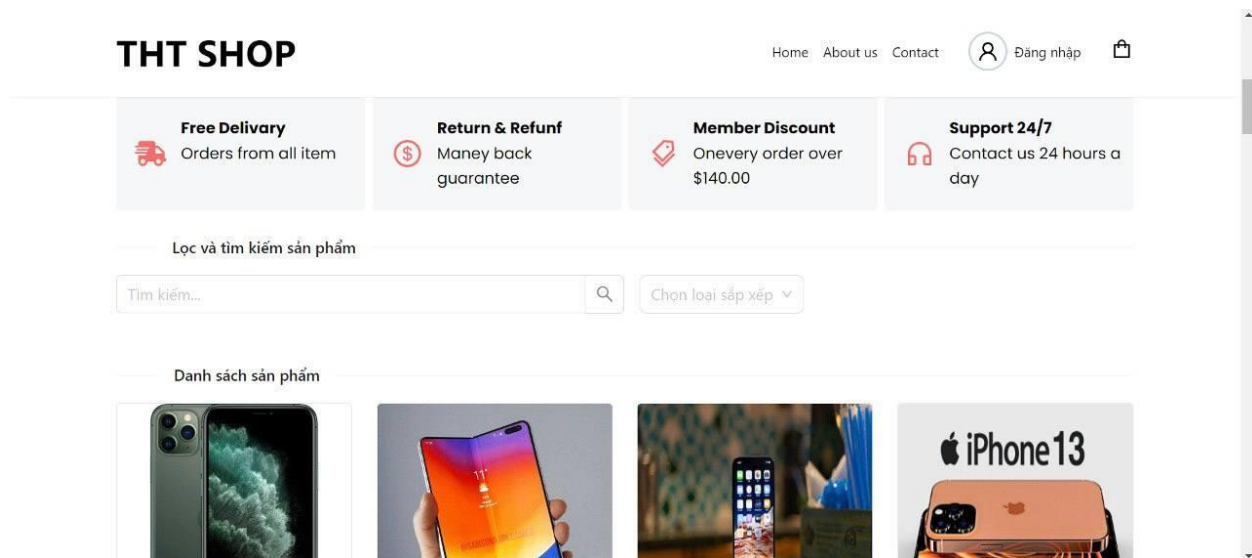 THT SHOP
Home About us Contact Đăng nhập
Free Delivary
Orders from all item
Return & Refunf
Maney back
guarantee
Member Discount
Onevery order over
$140.00
Support 24/7
Contact us 24 hours a
day
Lọc và tìm kiếm sản phẩm
Tìm kiếm...
Chọn loại sắp xếp
Danh sách sản phẩm
11°
iPhone 13